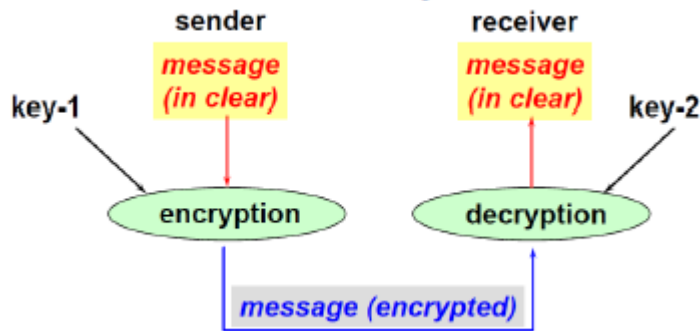 sender
receiver
message
(in clear)
message
(in clear)
key-1
key-2
encryption
decryption
message (encrypted)